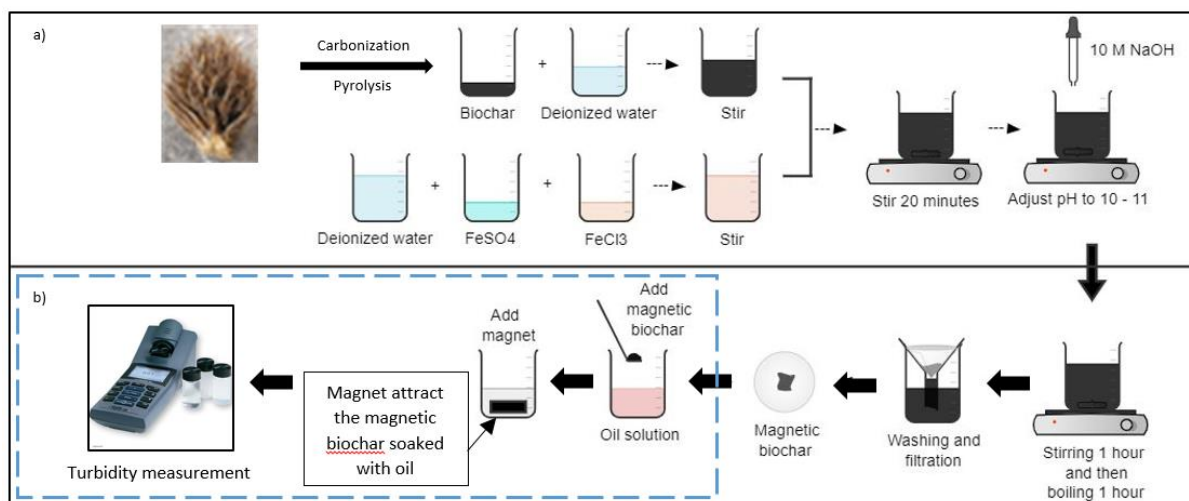 a)
Carbonization
Pyrolysis
Biochar
+
Deionized water
Stir
10 M NaOH
Deionized water
+
FeSO4
+
FeCl3
Stir
Stir 20 minutes
Adjust pH to 10 - 11
b)
Turbidity measurement
Magnet attract
the magnetic
biochar soaked
with oil
Add
magnet
Add
magnetic
biochar
Oil solution
Magnetic
biochar
Washing and
filtration
Stirring 1 hour
and then
boiling 1 hour